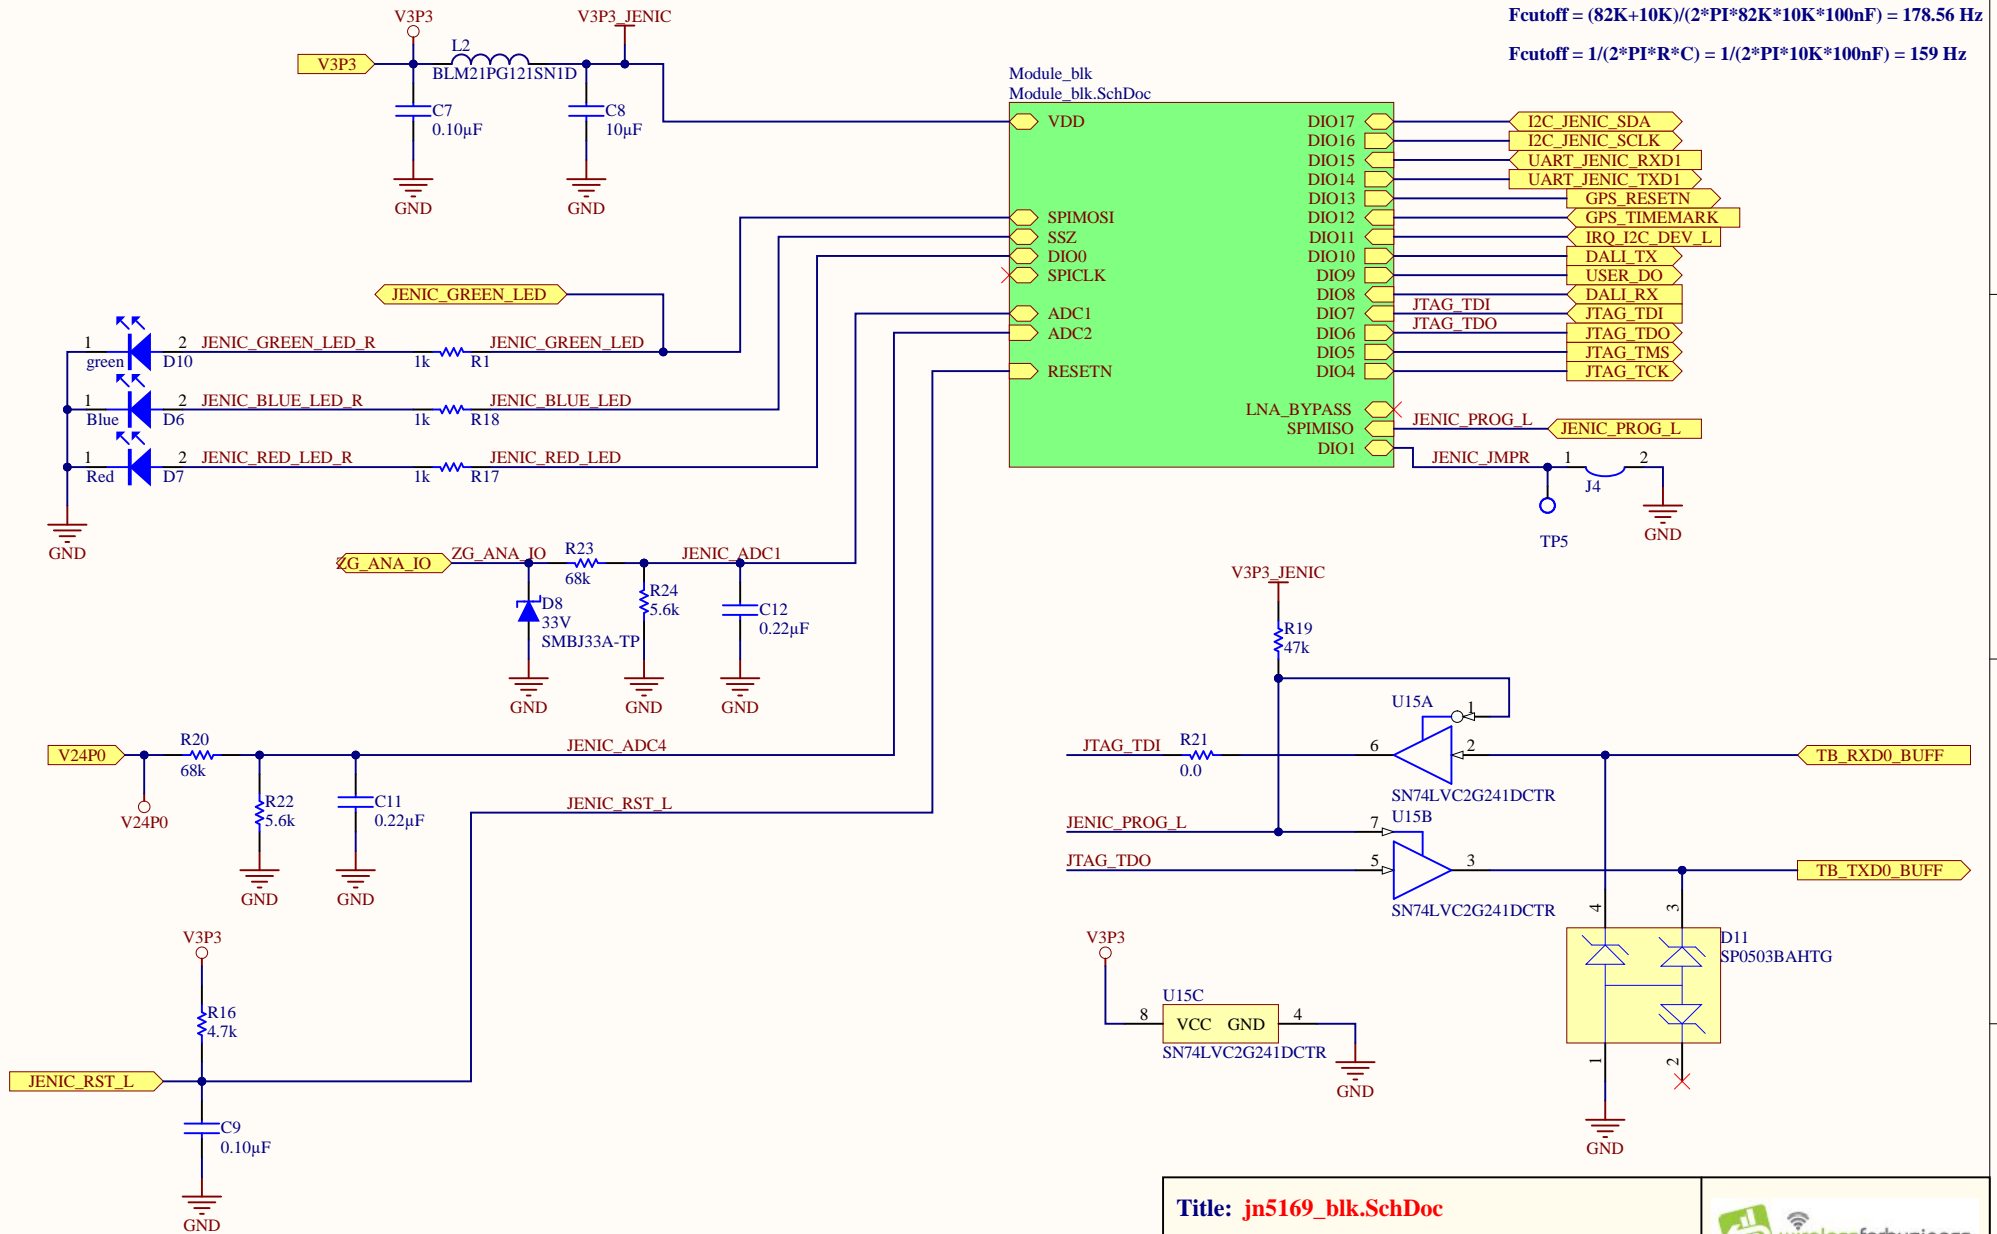 Fcutoff = (82K+10K)/(2*PI*82K*10K*100nF) = 178.56 Hz
Fcutoff = 1/(2*PI*R*C) = 1/(2*PI*10K*100nF) = 159 Hz
V3P3
V3P3_JENIC
V3P3
L2
BLM21PG121SN1D
C7
0.10µF
C8
10µF
GND
GND
Module_blk
Module_blk.SchDoc
VDD
SPIMOSI
SSZ
DIO0
SPICLK
ADC1
ADC2
RESETN
DIO17
DIO16
DIO15
DIO14
DIO13
DIO12
DIO11
DIO10
DIO9
DIO8
DIO7
DIO6
DIO5
DIO4
LNA_BYPASS
SPIMISO
DIO1
I2C_JENIC_SDA
I2C_JENIC_SCLK
UART_JENIC_RXD1
UART_JENIC_TXD1
GPS_RESETN
GPS_TIMEMARK
IRQ_I2C_DEV_L
DALI_TX
USER_DO
DALI_RX
JTAG_TDI
JTAG_TDI
JTAG_TDO
JTAG_TDO
JTAG_TMS
JTAG_TCK
JENIC_PROG_L
JENIC_PROG_L
JENIC_JMPR
1
2
J4
TP5
GND
JENIC_GREEN_LED
1
green
2
D10
JENIC_GREEN_LED_R
1k
R1
JENIC_GREEN_LED
1
Blue
2
D6
JENIC_BLUE_LED_R
1k
R18
JENIC_BLUE_LED
1
Red
2
D7
JENIC_RED_LED_R
1k
R17
JENIC_RED_LED
GND
ZG_ANA_IO
ZG_ANA_IO
R23
68k
JENIC_ADC1
D8
33V
SMBJ33A-TP
R24
5.6k
C12
0.22µF
GND
GND
GND
V24P0
V24P0
R20
68k
JENIC_ADC4
R22
5.6k
C11
0.22µF
GND
GND
JENIC_RST_L
V3P3
R16
4.7k
JENIC_RST_L
C9
0.10µF
GND
V3P3_JENIC
R19
47k
U15A
1
JTAG_TDI
R21
0.0
6
2
TB_RXD0_BUFF
SN74LVC2G241DCTR
U15B
JENIC_PROG_L
7
JTAG_TDO
5
3
TB_TXD0_BUFF
SN74LVC2G241DCTR
4
3
D11
SP0503BAHTG
1
2
GND
V3P3
U15C
8
VCC
GND
4
SN74LVC2G241DCTR
GND
Title: jn5169_blk.SchDoc